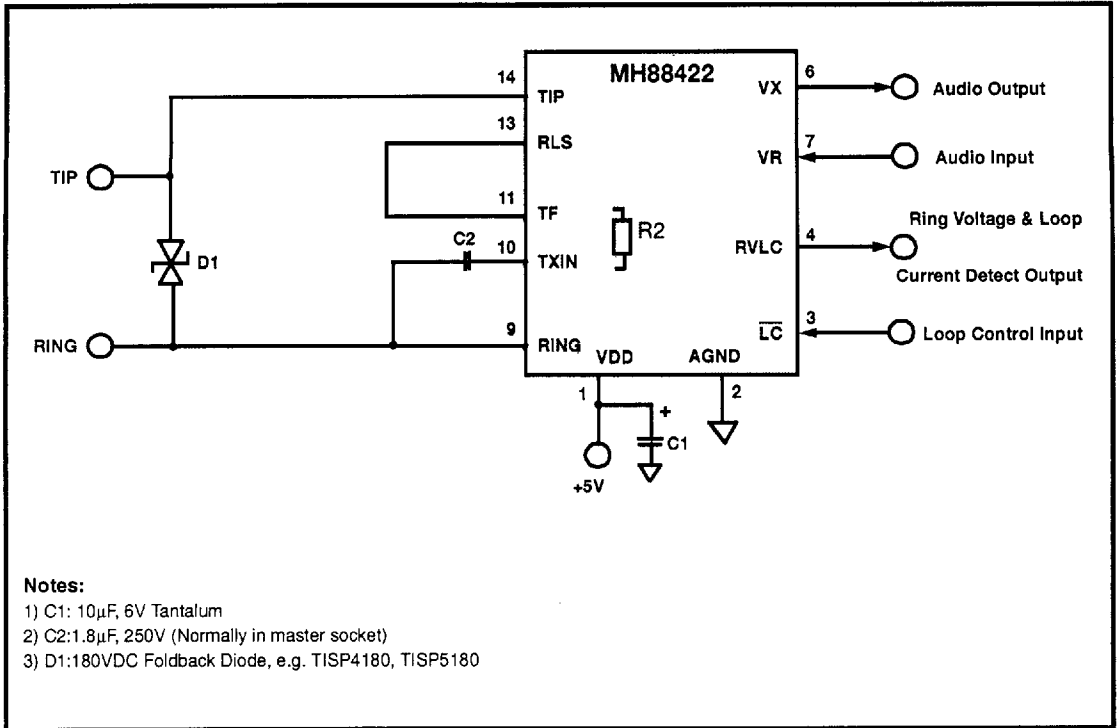 MH88422
14
TIP
13
RLS
11
TF
10
TXIN
9
RING
VDD
AGND
1
2
VX
6
Audio Output
VR
7
Audio Input
RVLC
4
Ring Voltage & Loop
Current Detect Output
LC
3
Loop Control Input
R2
C2
TIP
D1
RING
+
C1
+5V
Notes:
1) C1: 10µF, 6V Tantalum
2) C2:1.8µF, 250V (Normally in master socket)
3) D1:180VDC Foldback Diode, e.g. TISP4180, TISP5180